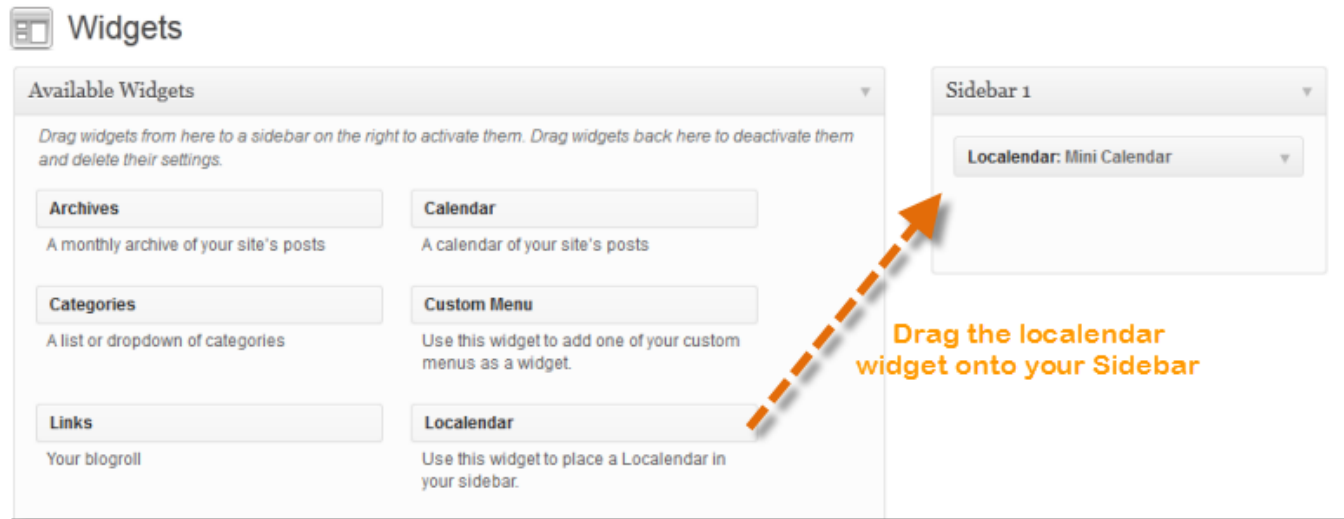 Widgets
Available Widgets
Drag widgets from here to a sidebar on the right to activate them. Drag widgets back here to deactivate them
and delete their settings.
Archives
A monthly archive of your site's posts
Calendar
A calendar of your site's posts
Categories
A list or dropdown of categories
Custom Menu
Use this widget to add one of your custom
menus as a widget.
Links
Your blogroll
Localendar
Use this widget to place a Localendar in
your sidebar.
Sidebar 1
Localendar: Mini Calendar
Drag the localendar
widget onto your Sidebar